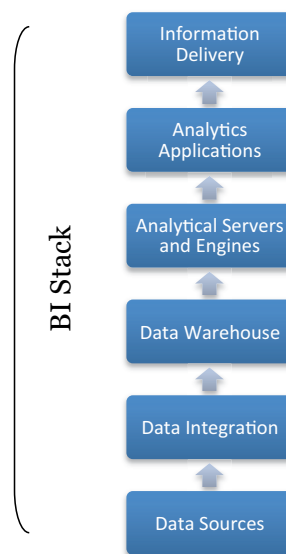 Information
Delivery
Analytics
Applications
Analytical Servers
and Engines
Data Warehouse
Data Integration
Data Sources
BI Stack